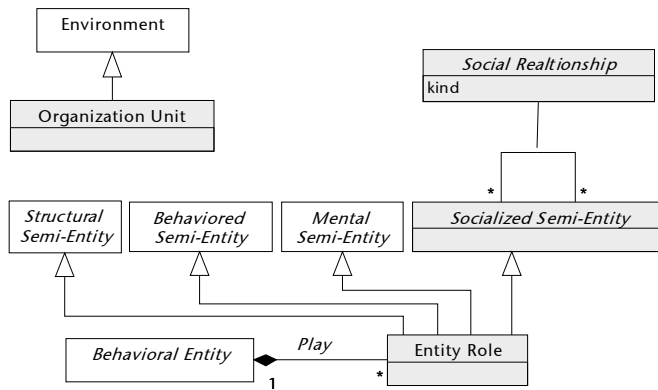 Environment
Organization Unit
Social Realtionship
kind
* *
Structural
Semi-Entity
Behaviored
Semi-Entity
Mental
Semi-Entity
Socialized Semi-Entity
Behavioral Entity
Play
Entity Role
1
*